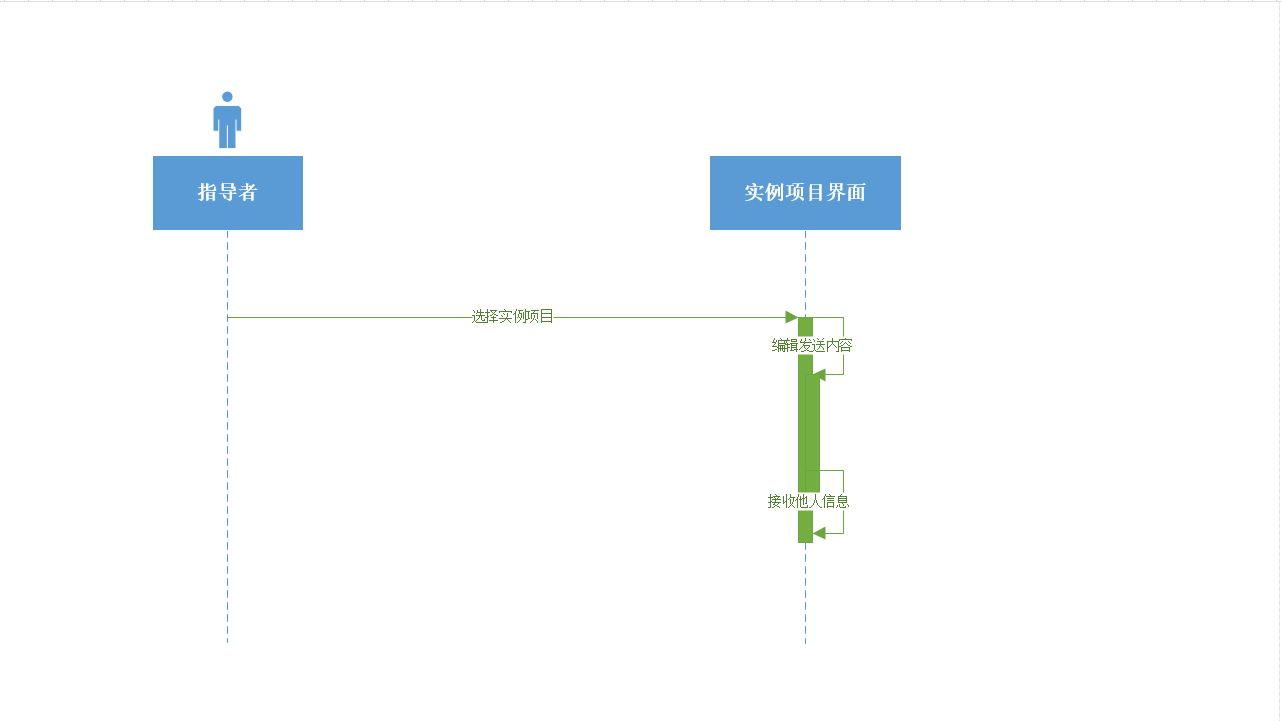 指导者
实例项目界面
选择实例项目
编辑发送内容
接收他人信息